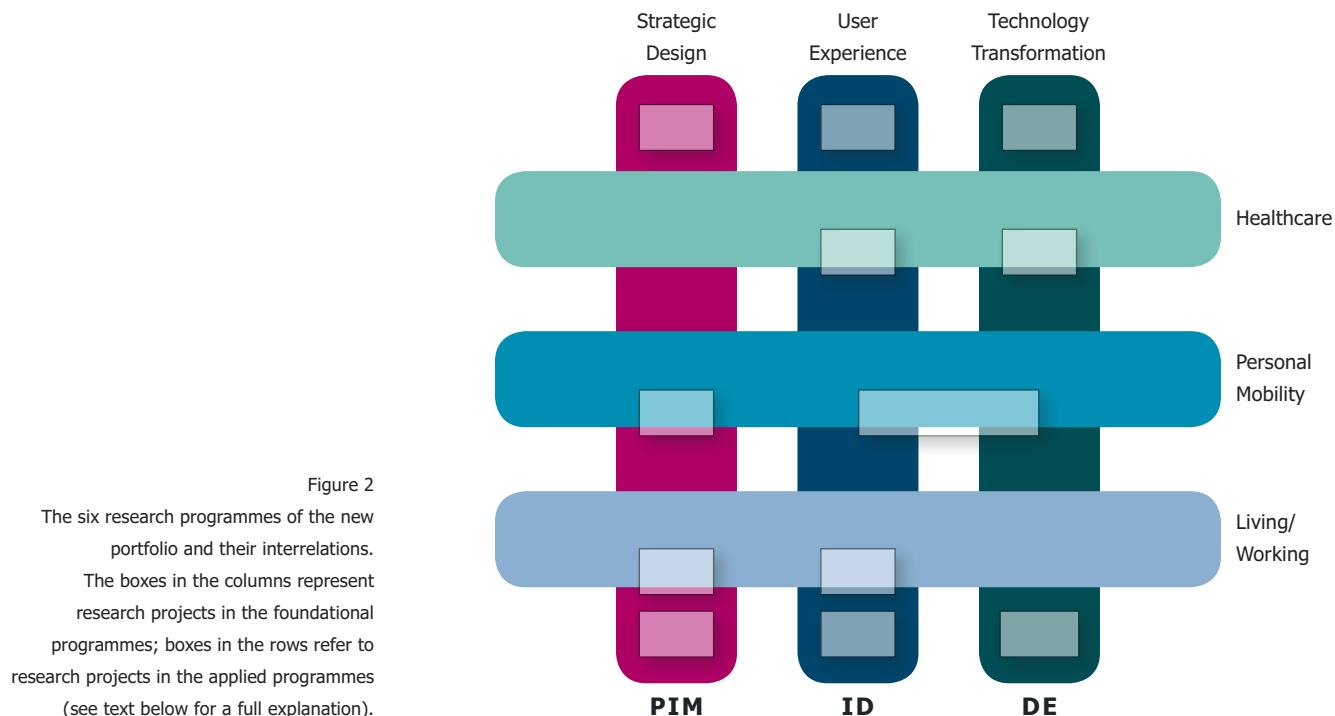 Strategic
Design
User
Experience
Technology
Transformation
Healthcare
Personal
Mobility
Living/
Working
PIM
ID
DE
Figure 2
The six research programmes of the new
portfolio and their interrelations.
The boxes in the columns represent
research projects in the foundational
programmes; boxes in the rows refer to
research projects in the applied programmes
(see text below for a full explanation).